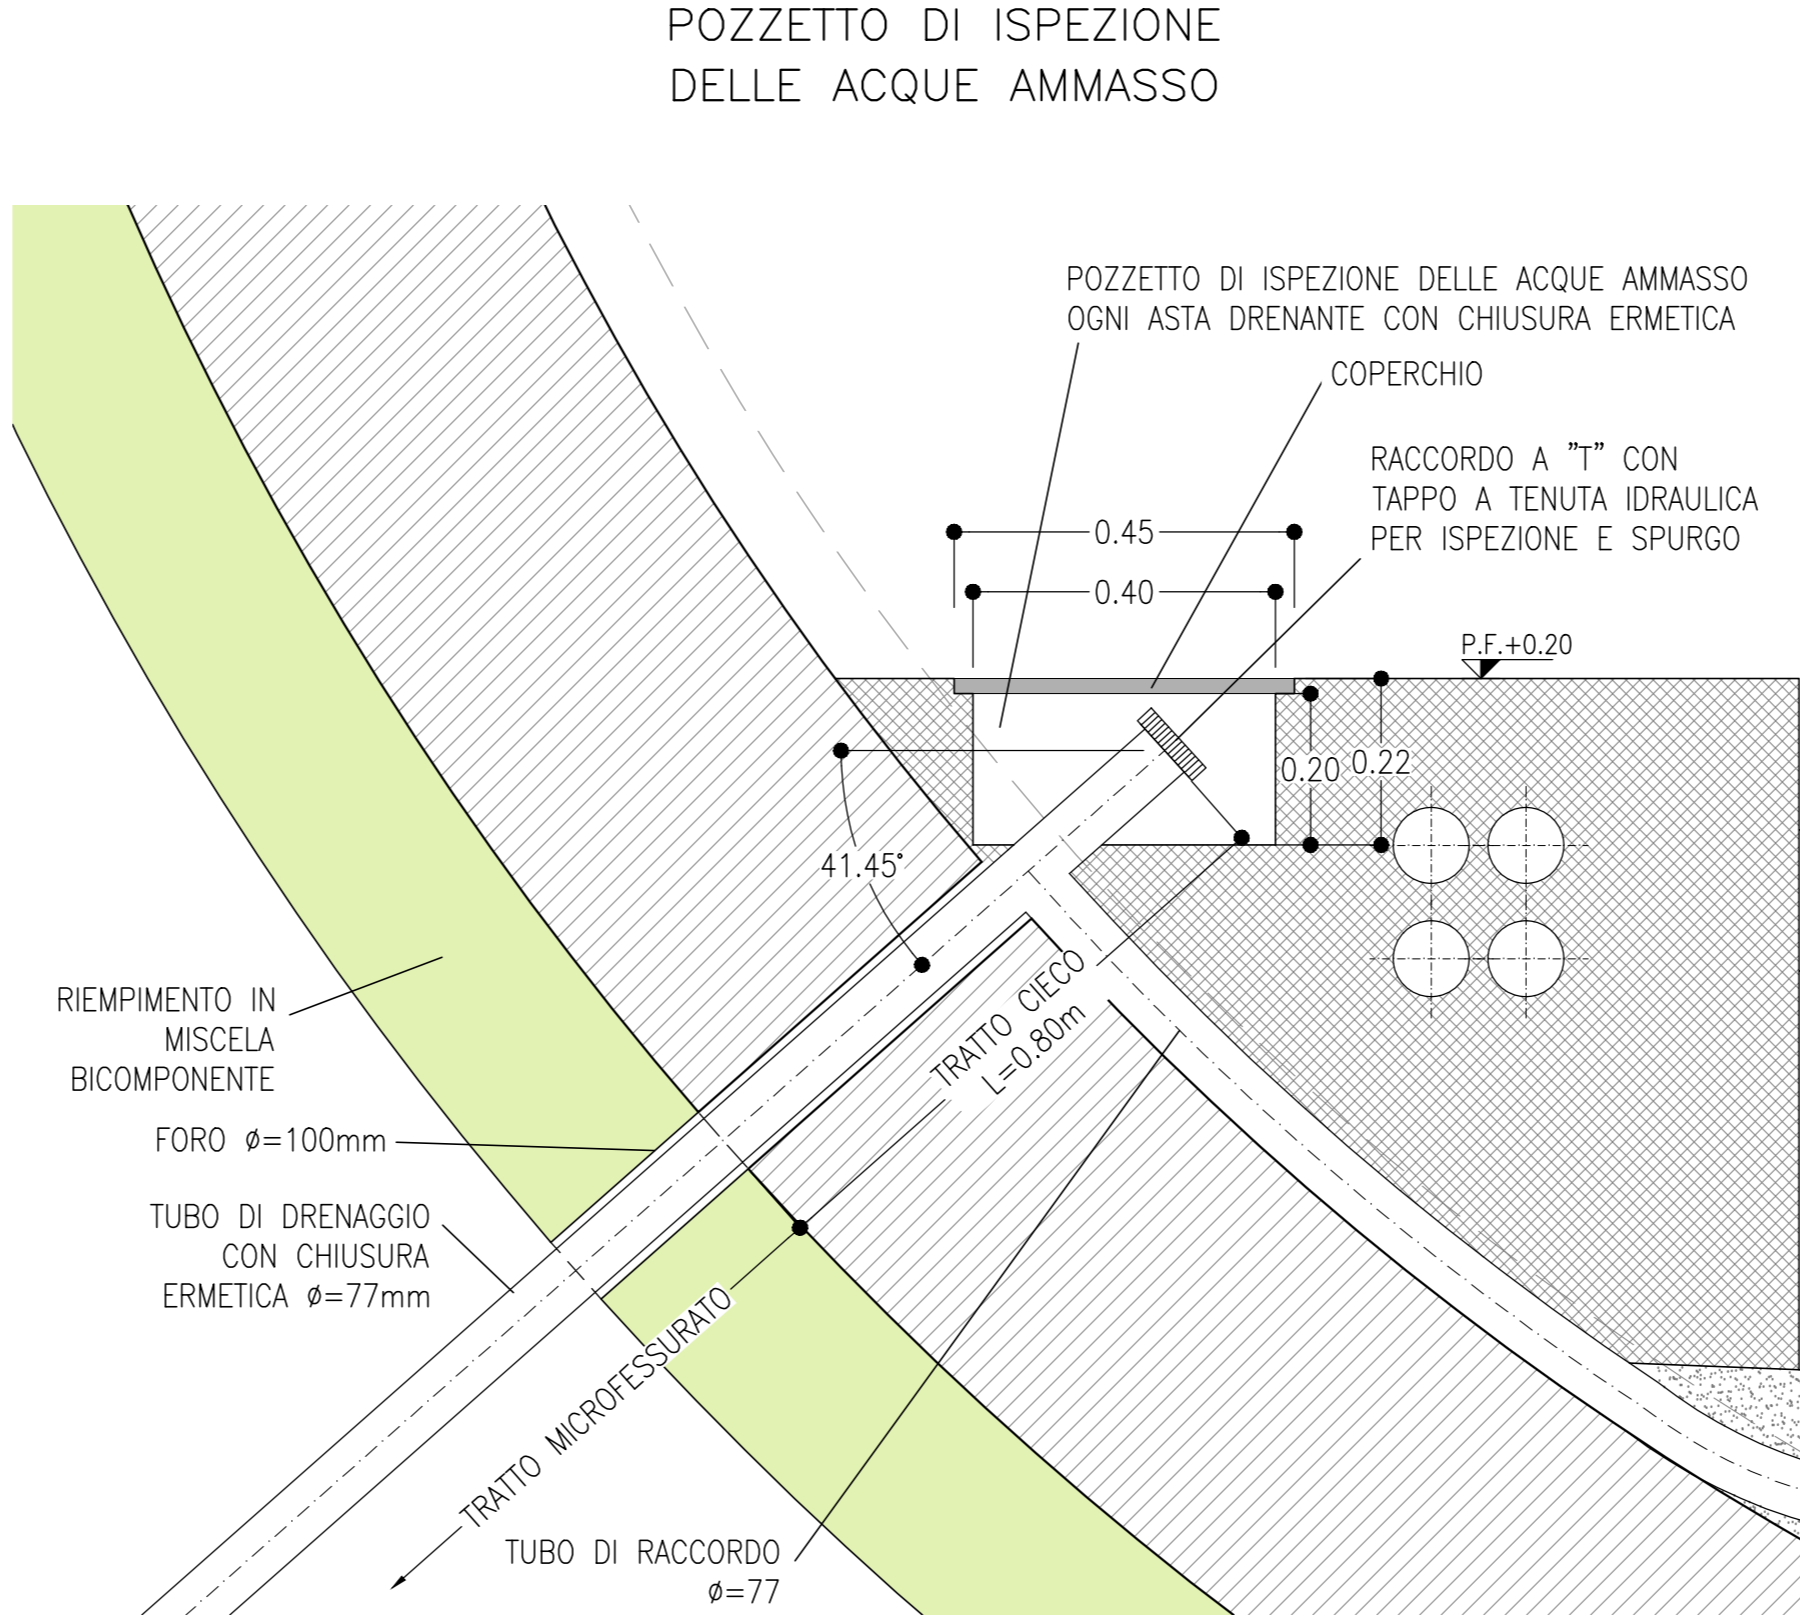 POZZETTO DI ISPEZIONE
DELLE ACQUE AMMASSO
POZZETTO DI ISPEZIONE DELLE ACQUE AMMASSO
OGNI ASTA DRENANTE CON CHIUSURA ERMETICA
COPERCHIO
RACCORDO A "T" CON
TAPPO A TENUTA IDRAULICA
PER ISPEZIONE E SPURGO
0.45
0.40
P.F.+0.20
0.20
0.22
41.45°
TRATTO CIECO
L=0.80m
RIEMPIMENTO IN
MISCELA
BICOMPONENTE
FORO ø=100mm
TUBO DI DRENAGGIO
CON CHIUSURA
ERMETICA ø=77mm
TRATTO MICROFESSURATO
TUBO DI RACCORDO
ø=77